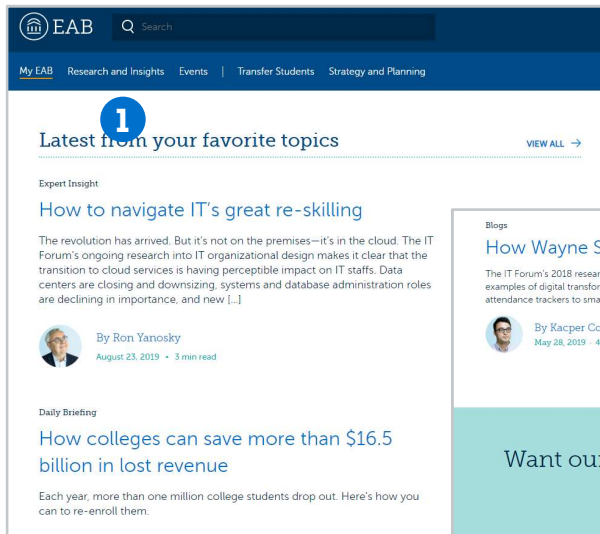 EAB
Search
My EAB Research and Insights Events | Transfer Students Strategy and Planning
1
Latest from your favorite topics
VIEW ALL →
Expert Insight
How to navigate IT's great re-skilling
The revolution has arrived. But it's not on the premises—it's in the cloud. The IT
Forum's ongoing research into IT organizational design makes it clear that the
transition to cloud services is having perceptible impact on IT staffs. Data
centers are closing and downsizing, systems and database administration roles
are declining in importance, and new [...]
By Ron Yanosky
August 23, 2019 • 3 min read
Daily Briefing
How colleges can save more than $16.5
billion in lost revenue
Each year, more than one million college students drop out. Here's how you
can to re-enroll them.
Blogs
How Wayne S
The IT Forum's 2018 resear
examples of digital transfor
attendance trackers to sma
By Kacper Co
May 28, 2019 · 4
Want our